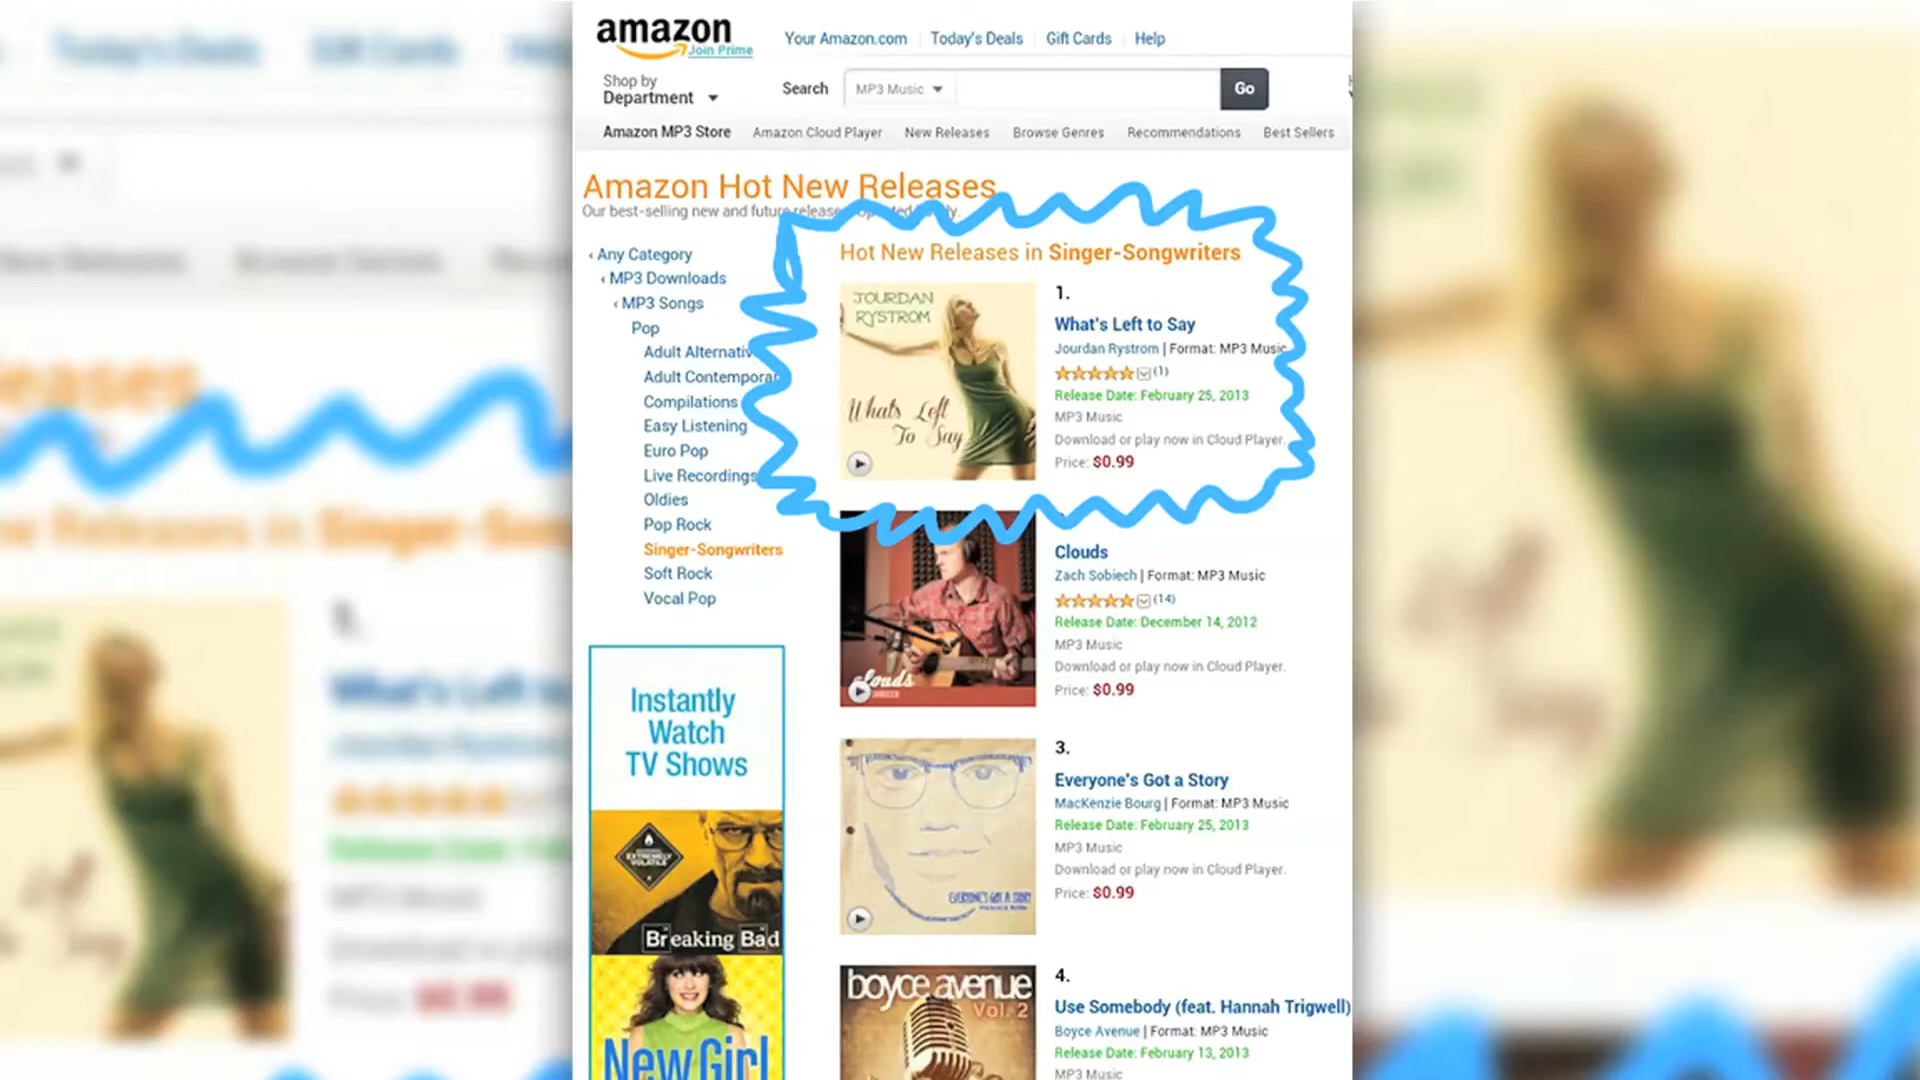 amazon
Join Prime
Your Amazon.com
Today's Deals
Gift Cards
Help
Shop by
Department
Search
MP3 Music
Go
Amazon MP3 Store
Amazon Cloud Player
New Releases
Browse Genres
Recommendations
Best Sellers
Amazon Hot New Releases
Our best-selling new and future
‹ Any Category
‹ MP3 Downloads
‹ MP3 Songs
Pop
Adult Alternativ
Adult Contemporar
Compilations
Easy Listening
Euro Pop
Live Recordings
Oldies
Pop Rock
Singer-Songwriters
Soft Rock
Vocal Pop
Instantly
Watch
TV Shows
EXTREMELY
VOLATILE
Breaking Bad
New Girl
Hot New Releases in Singer-Songwriters
JOURDAN
RYSTROM
Whats Left
To Say
1.
What's Left to Say
Jourdan Rystrom | Format: MP3 Music
(1)
Release Date: February 25, 2013
MP3 Music
Download or play now in Cloud Player.
Price: $0.99
clouds
Clouds
Zach Sobiech | Format: MP3 Music
(14)
Release Date: December 14, 2012
MP3 Music
Download or play now in Cloud Player.
Price: $0.99
EVERYONE'S GOT A STORY
3.
Everyone's Got a Story
MacKenzie Bourg | Format: MP3 Music
Release Date: February 25, 2013
MP3 Music
Download or play now in Cloud Player.
Price: $0.99
boyce avenue
Vol. 2
4.
Use Somebody (feat. Hannah Trigwell)
Boyce Avenue | Format: MP3 Music
Release Date: February 13, 2013
MP3 Music